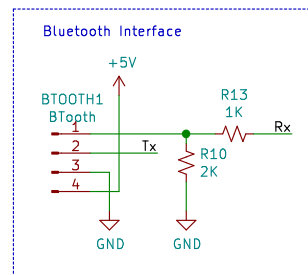 Bluetooth Interface
+5V
BTOOTH1
BTooth
1
2
3
4
Tx
R13
1K
Rx
R10
2K
GND
GND